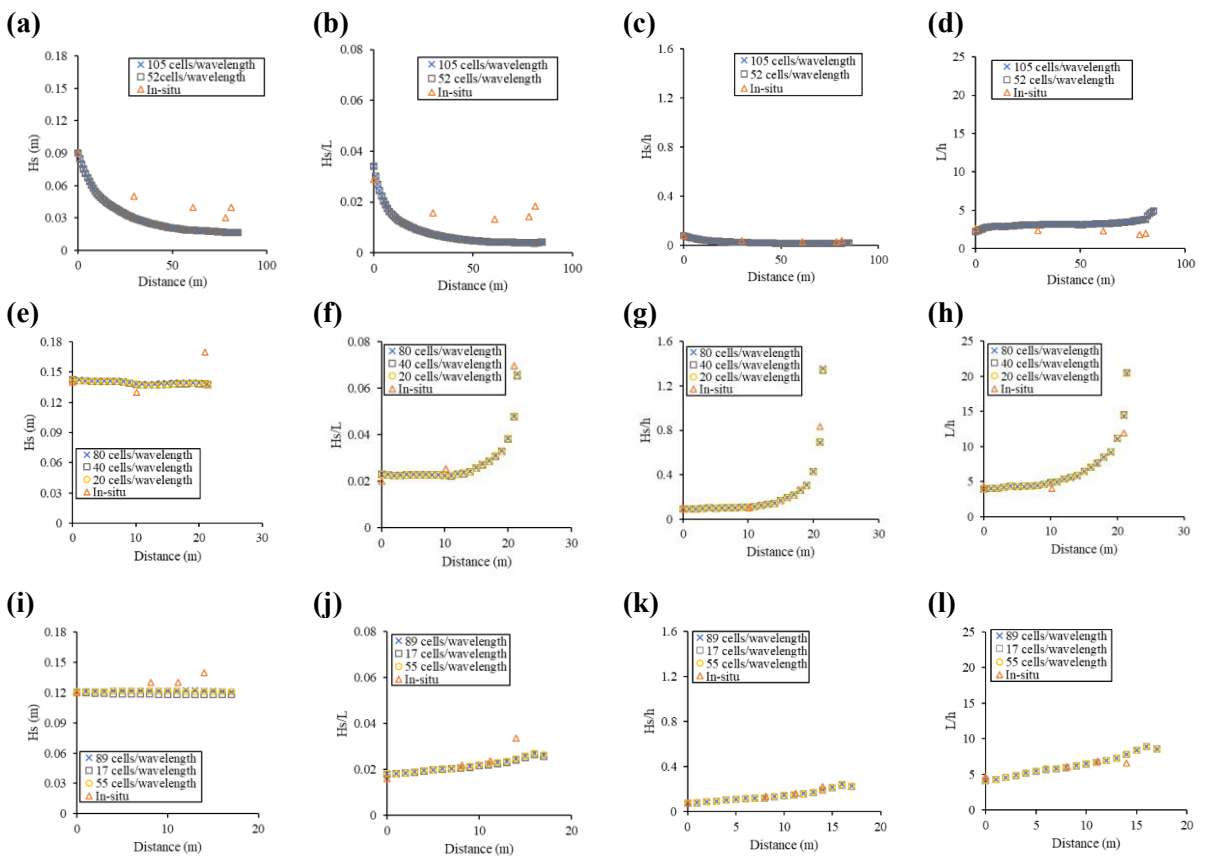 (a)
0.18
0.15
0.12
0.09
0.06
0.03
0
Hs (m)
105 cells/wavelength
52cells/wavelength
In-situ
0 50 100
Distance (m)
(b)
0.08
0.06
0.04
0.02
0
Hs/L
105 cells/wavelength
52 cells/wavelength
In-situ
0 50 100
Distance (m)
(c)
1.6
1.2
0.8
0.4
0
Hs/h
105 cells/wavelength
52 cells/wavelength
In-situ
0 50 100
Distance (m)
(d)
25
20
15
10
5
0
L/h
105 cells/wavelength
52 cells/wavelength
In-situ
0 50 100
Distance (m)
(e)
0.18
0.15
0.12
0.09
0.06
0.03
0
Hs (m)
80 cells/wavelength
40 cells/wavelength
20 cells/wavelength
In-situ
0 10 20 30
Distance (m)
(f)
0.08
0.06
0.04
0.02
0
Hs/L
80 cells/wavelength
40 cells/wavelength
20 cells/wavelength
In-situ
0 10 20 30
Distance (m)
(g)
1.6
1.2
0.8
0.4
0
Hs/h
80 cells/wavelength
40 cells/wavelength
20 cells/wavelength
In-situ
0 10 20 30
Distance (m)
(h)
25
20
15
10
5
0
L/h
80 cells/wavelength
40 cells/wavelength
20 cells/wavelength
In-situ
0 10 20 30
Distance (m)
(i)
0.18
0.15
0.12
0.09
0.06
0.03
0
Hs (m)
89 cells/wavelength
17 cells/wavelength
55 cells/wavelength
In-situ
0 10 20
Distance (m)
(j)
0.08
0.06
0.04
0.02
0
Hs/L
89 cells/wavelength
17 cells/wavelength
55 cells/wavelength
In-situ
0 10 20
Distance (m)
(k)
1.6
1.2
0.8
0.4
0
Hs/h
89 cells/wavelength
17 cells/wavelength
55 cells/wavelength
In-situ
0 5 10 15 20
Distance (m)
(l)
25
20
15
10
5
0
L/h
89 cells/wavelength
17 cells/wavelength
55 cells/wavelength
In-situ
0 5 10 15 20
Distance (m)